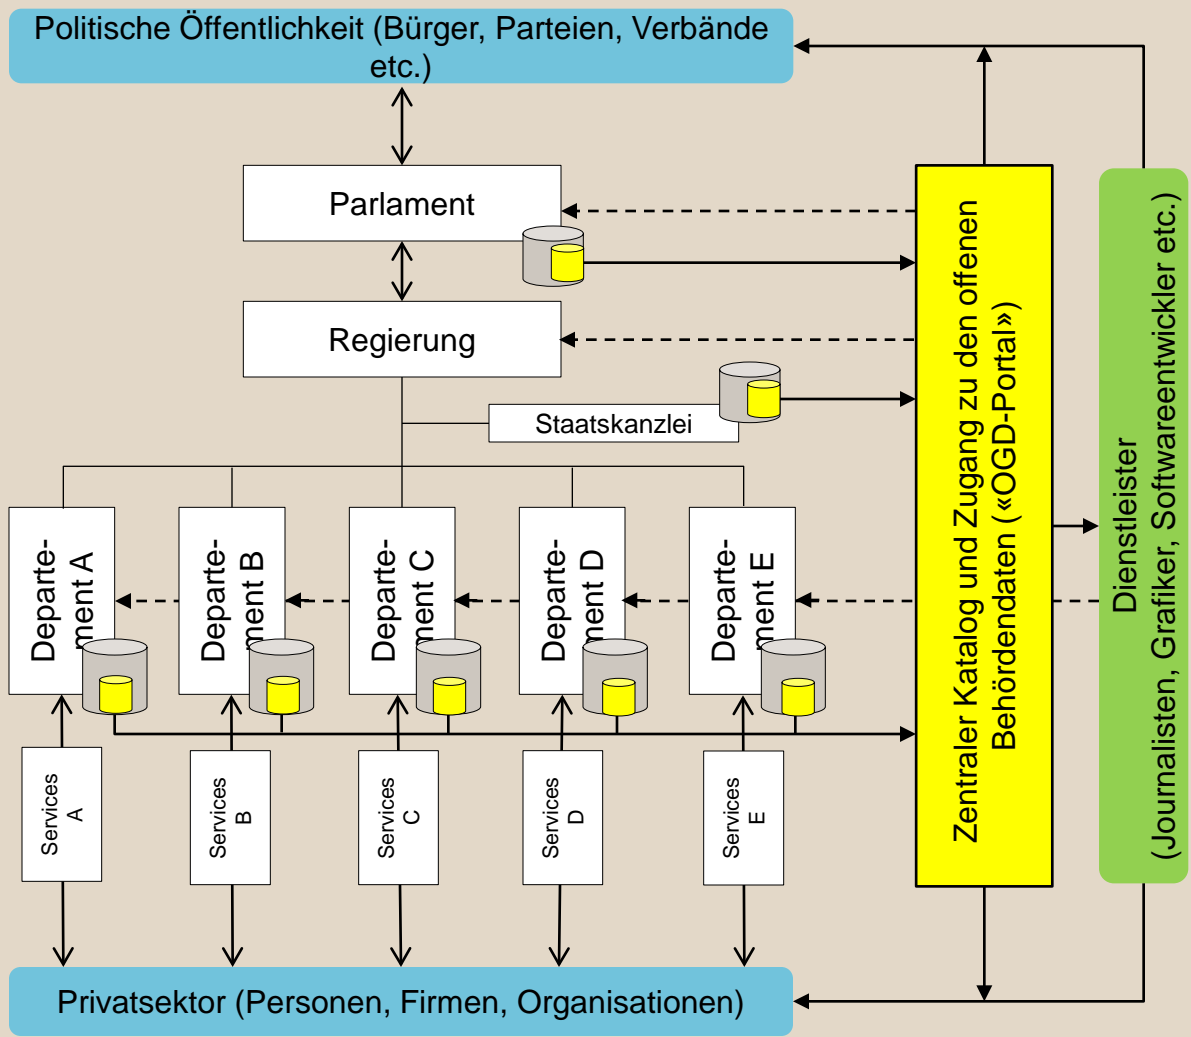 Politische Öffentlichkeit (Bürger, Parteien, Verbände
etc.)
Parlament
Regierung
Staatskanzlei
Departe-
ment A
Departe-
ment B
Departe-
ment C
Departe-
ment D
Departe-
ment E
Services
A
Services
B
Services
C
Services
D
Services
E
Privatsektor (Personen, Firmen, Organisationen)
Zentraler Katalog und Zugang zu den offenen
Behördendaten («OGD-Portal»)
Dienstleister
(Journalisten, Grafiker, Softwareentwickler etc.)